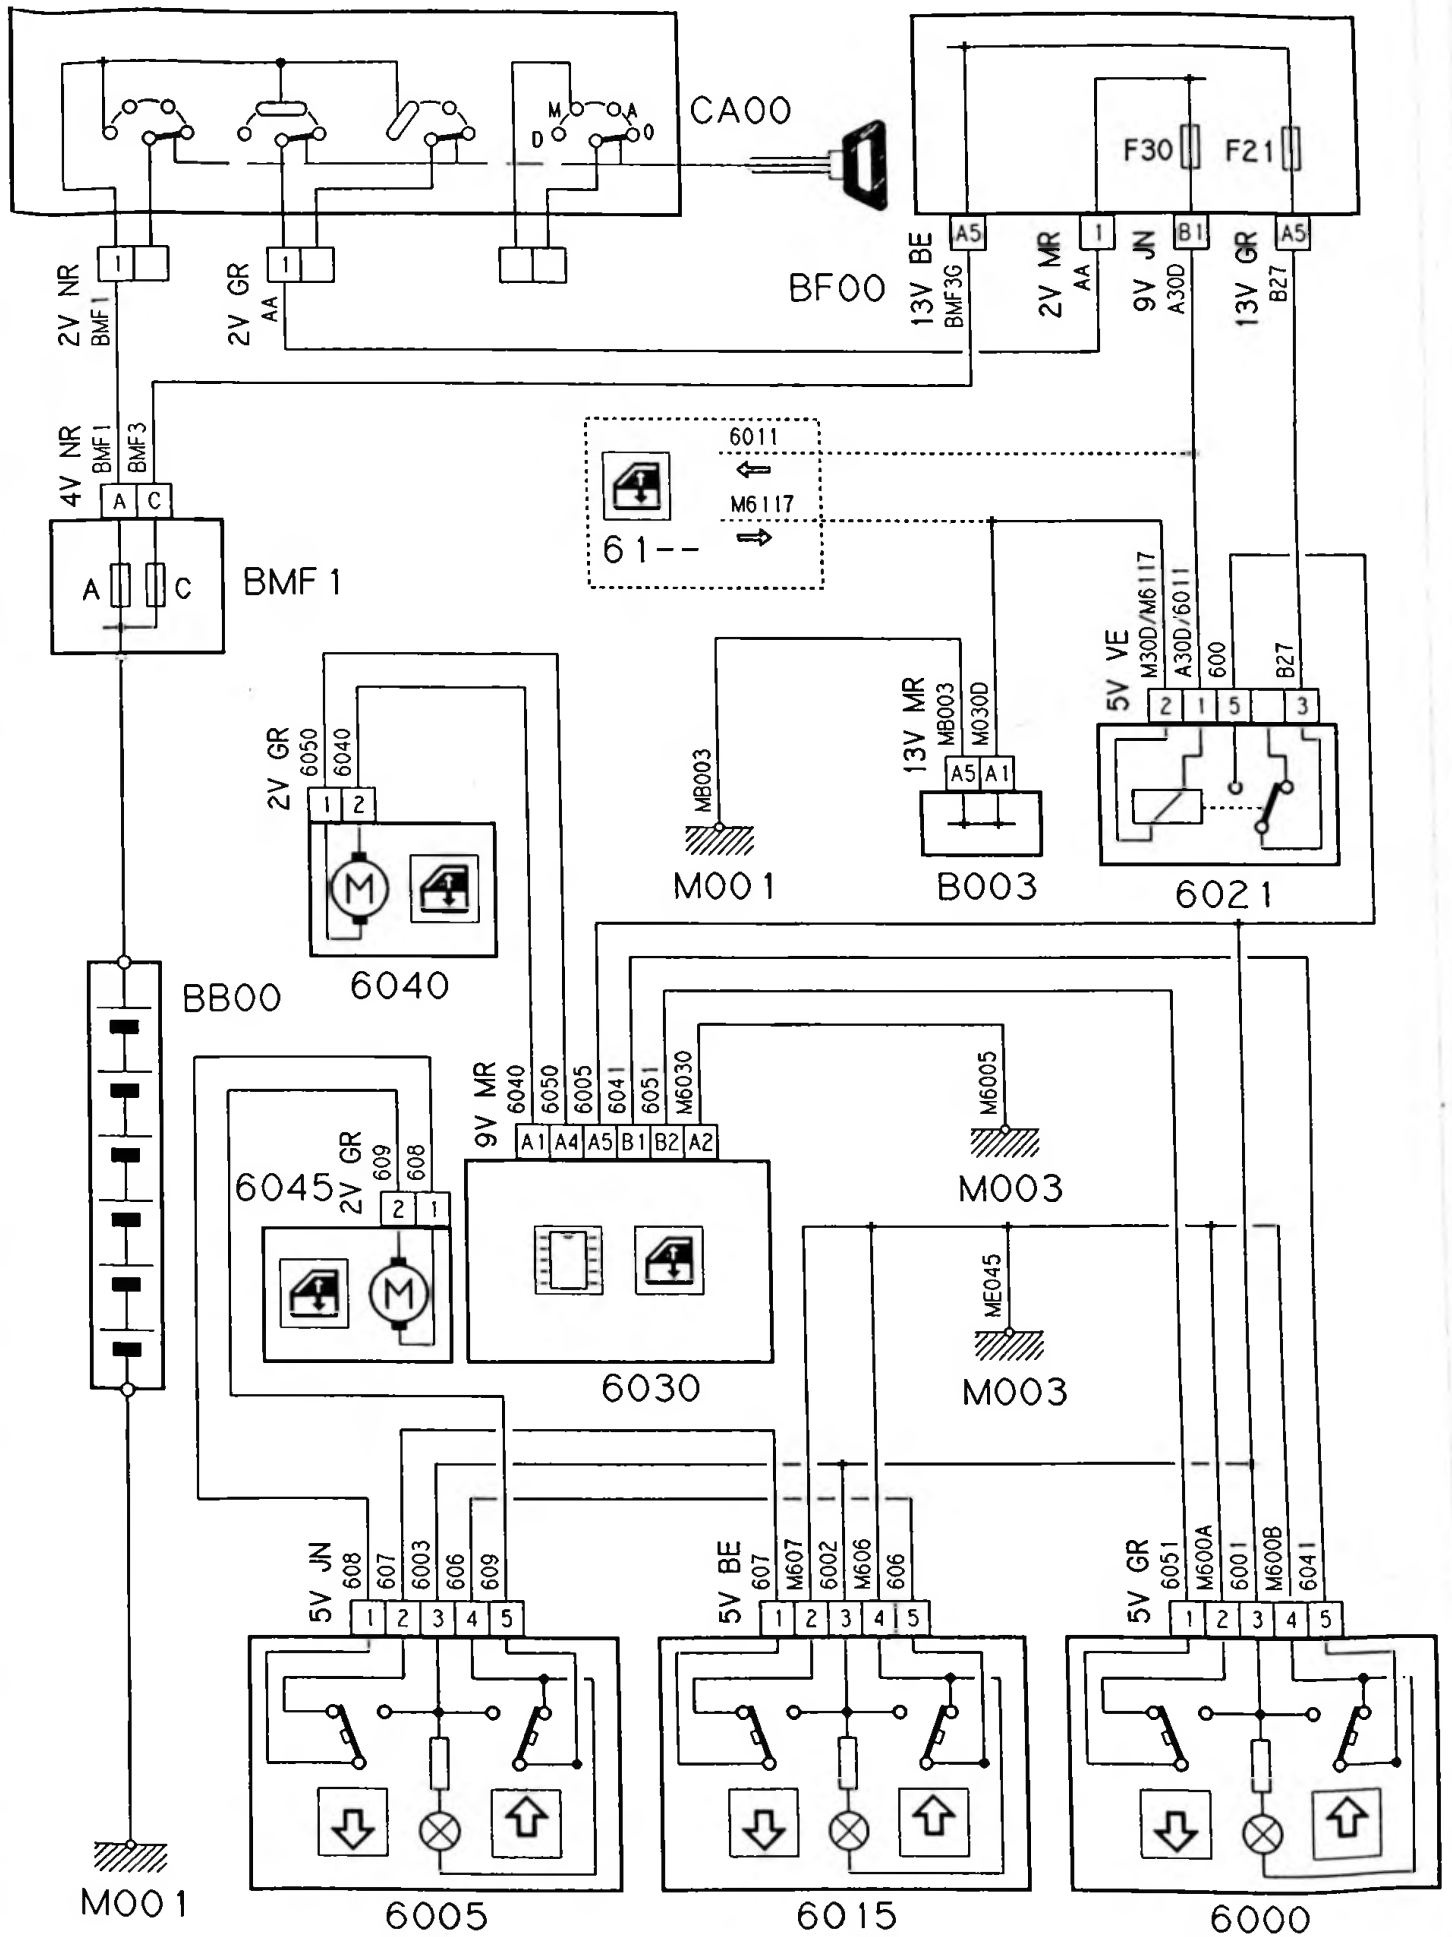 CA00
M
A
D
O
F30
F21
1
1
A5
1
B1
A5
2V NR
BMF1
2V GR
AA
BF00
13V BE
BMF3G
2V MR
AA
9V JN
A30D
13V GR
B27
4V NR
BMF1
BMF3
A
C
A
C
BMF1
6011
M6117
61--
5V VE
M30D/M6117
A30D/6011
600
B27
2
1
5
3
6021
13V MR
MB003
M030D
A5
A1
B003
MB003
M001
2V GR
6050
6040
1
2
M
6040
BB00
9V MR
6040
6050
6005
6041
6051
M6030
A1
A4
A5
B1
B2
A2
6030
M6005
M003
6045
2V GR
609
608
2
1
M
ME045
M003
5V JN
608
607
6003
606
609
1
2
3
4
5
6005
5V BE
607
M607
6002
M606
606
1
2
3
4
5
6015
5V GR
6051
M600A
6001
M600B
6041
1
2
3
4
5
6000
M001